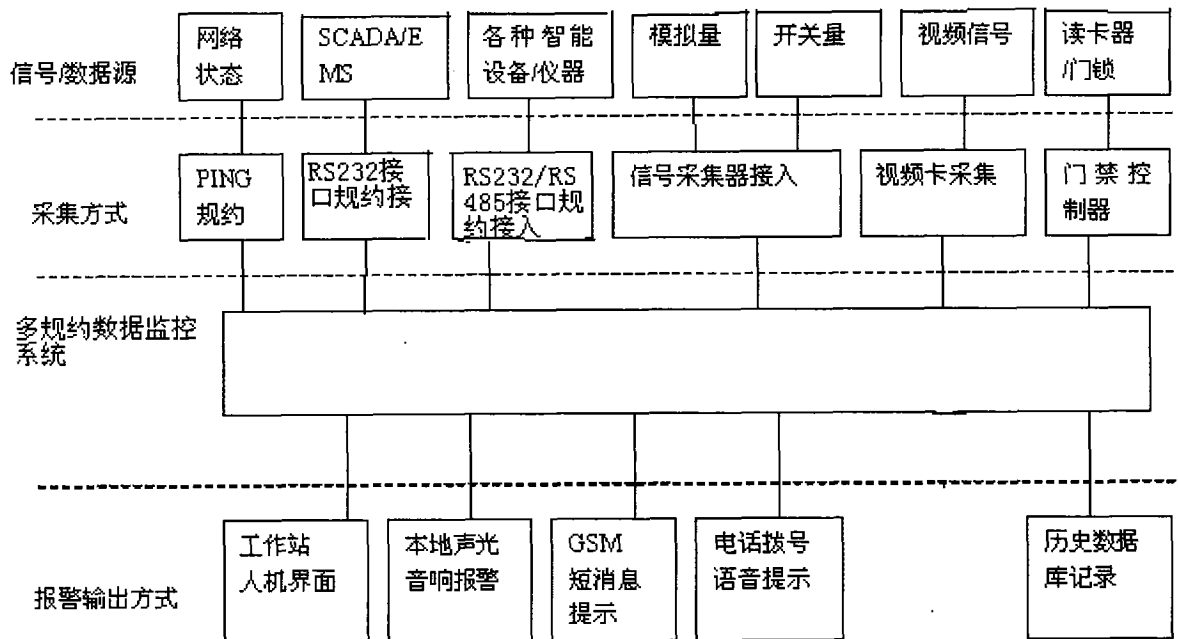 信号/数据源
网络
状态
SCADA/E
MS
各种智能
设备/仪器
模拟量
开关量
视频信号
读卡器
/门锁
采集方式
PING
规约
RS232接
口规约接
RS232/RS
485接口规
约接入
信号采集器接入
视频卡采集
门禁控
制器
多规约数据监控
系统
报警输出方式
工作站
人机界面
本地声光
音响报警
GSM
短消息
提示
电话拨号
语音提示
历史数据
库记录